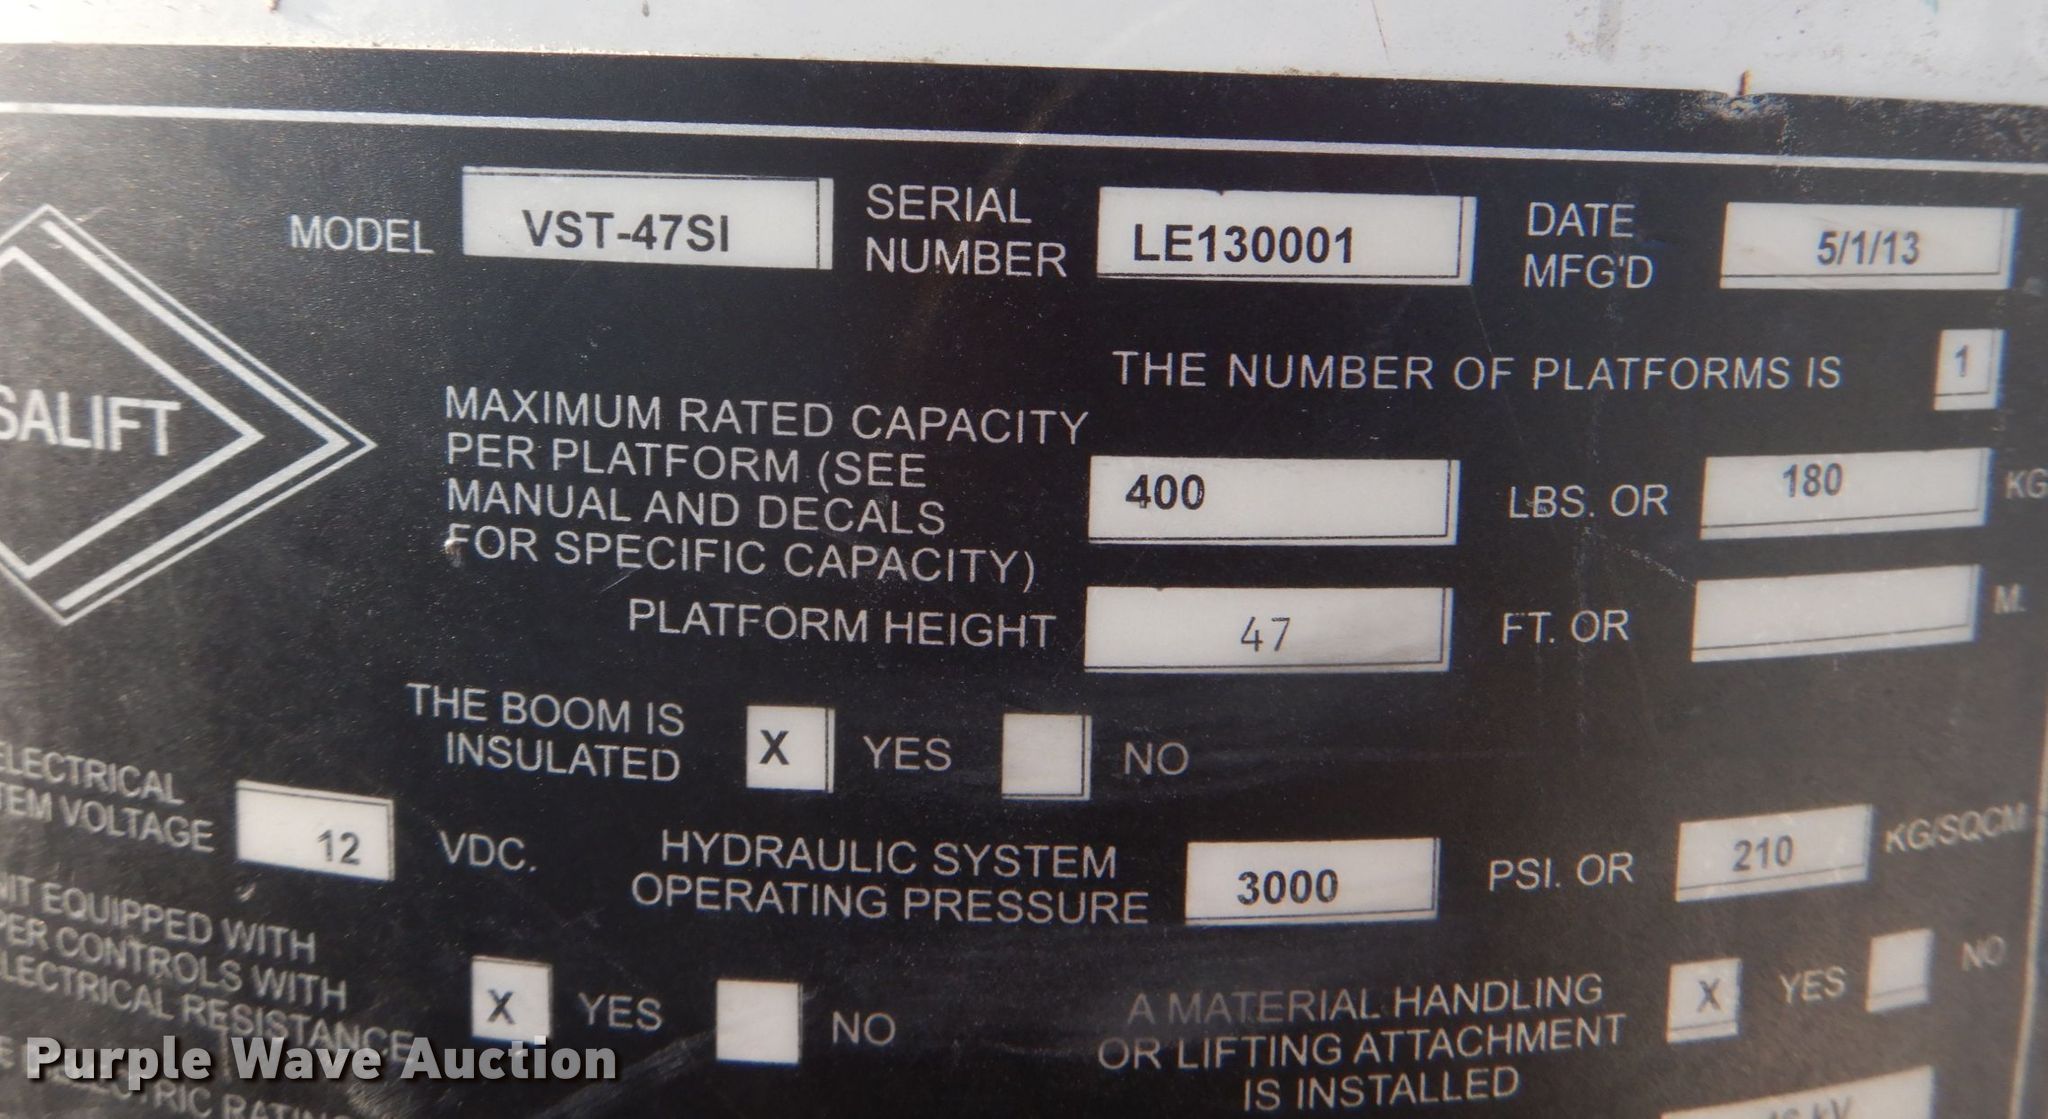 MODEL VST-47SI SERIAL NUMBER LE130001 DATE MFG'D 5/1/13
THE NUMBER OF PLATFORMS IS 1
SALIFT
MAXIMUM RATED CAPACITY
PER PLATFORM (SEE
MANUAL AND DECALS
FOR SPECIFIC CAPACITY) 400 LBS. OR 180 KG
PLATFORM HEIGHT 47 FT. OR M.
THE BOOM IS
INSULATED X YES NO
ELECTRICAL
TEM VOLTAGE 12 VDC.
HYDRAULIC SYSTEM
OPERATING PRESSURE 3000 PSI. OR 210 KG/SQCM
NIT EQUIPPED WITH
PER CONTROLS WITH
ELECTRICAL RESISTANCE X YES NO
A MATERIAL HANDLING
OR LIFTING ATTACHMENT
IS INSTALLED X YES NO
Purple Wave Auction